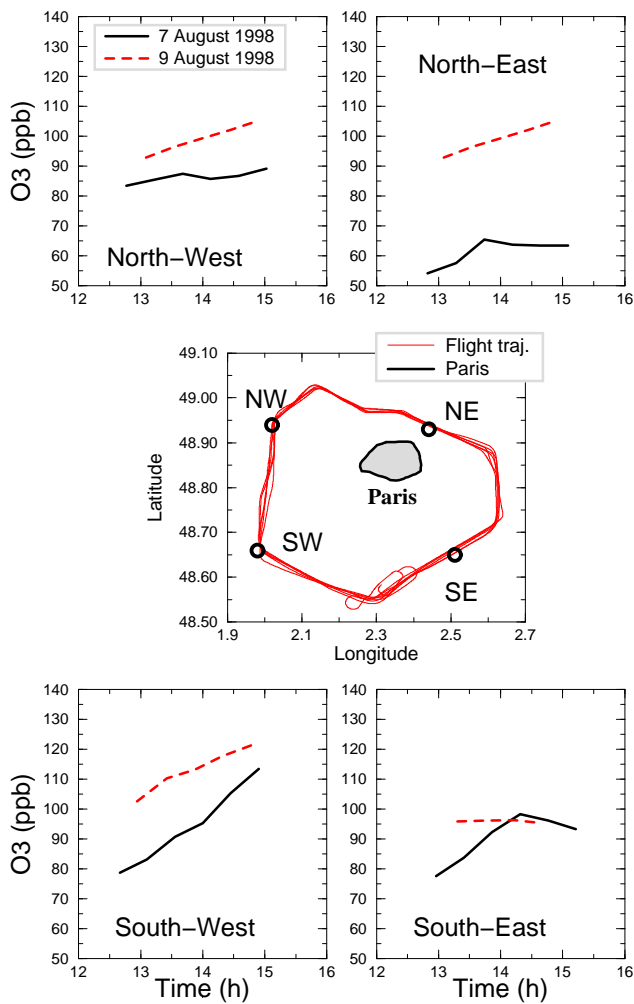 140
130
120
110
100
90
80
70
60
50
O3 (ppb)
7 August 1998
9 August 1998
North-West
12 13 14 15 16
140
130
120
110
100
90
80
70
60
50
North-East
12 13 14 15 16
Flight traj.
Paris
49.10
49.00
48.90
48.80
48.70
48.60
48.50
Latitude
NW
NE
Paris
SW
SE
1.9 2.1 2.3 2.5 2.7
Longitude
140
130
120
110
100
90
80
70
60
50
O3 (ppb)
South-West
12 13 14 15 16
Time (h)
140
130
120
110
100
90
80
70
60
50
South-East
12 13 14 15 16
Time (h)